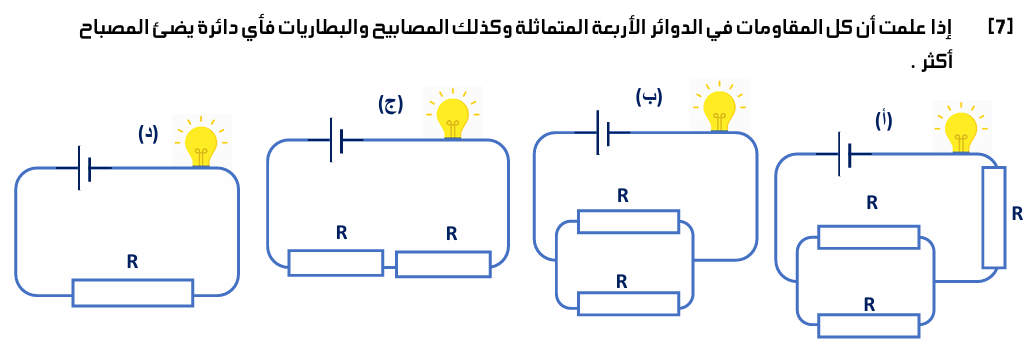 [7] إذا علمت أن كل المقاومات في الدوائر الأربعة المتماثلة وكذلك المصابيح والبطاريات فأي دائرة يضئ المصباح
أكثر .
(أ)
R
R
R
(ب)
R
R
(ج)
R
R
(د)
R